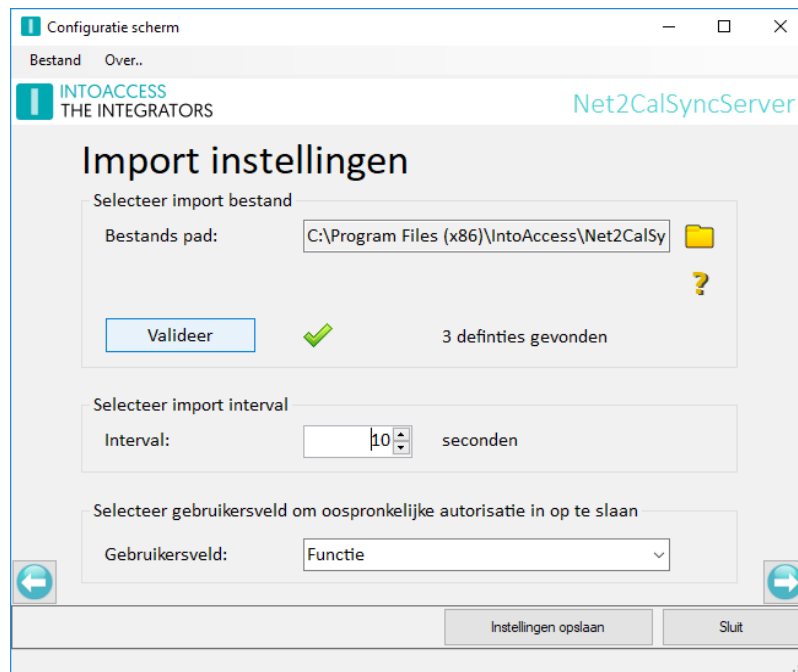 Configuratie scherm
Bestand Over..
INTOACCESS
THE INTEGRATORS
Net2CalSyncServer
Import instellingen
Selecteer import bestand
Bestands pad: C:\Program Files (x86)\IntoAccess\Net2CalSy
?
Valideer 3 definties gevonden
Selecteer import interval
Interval: 10 seconden
Selecteer gebruikersveld om oospronkelijke autorisatie in op te slaan
Gebruikersveld: Functie
Instellingen opslaan Sluit